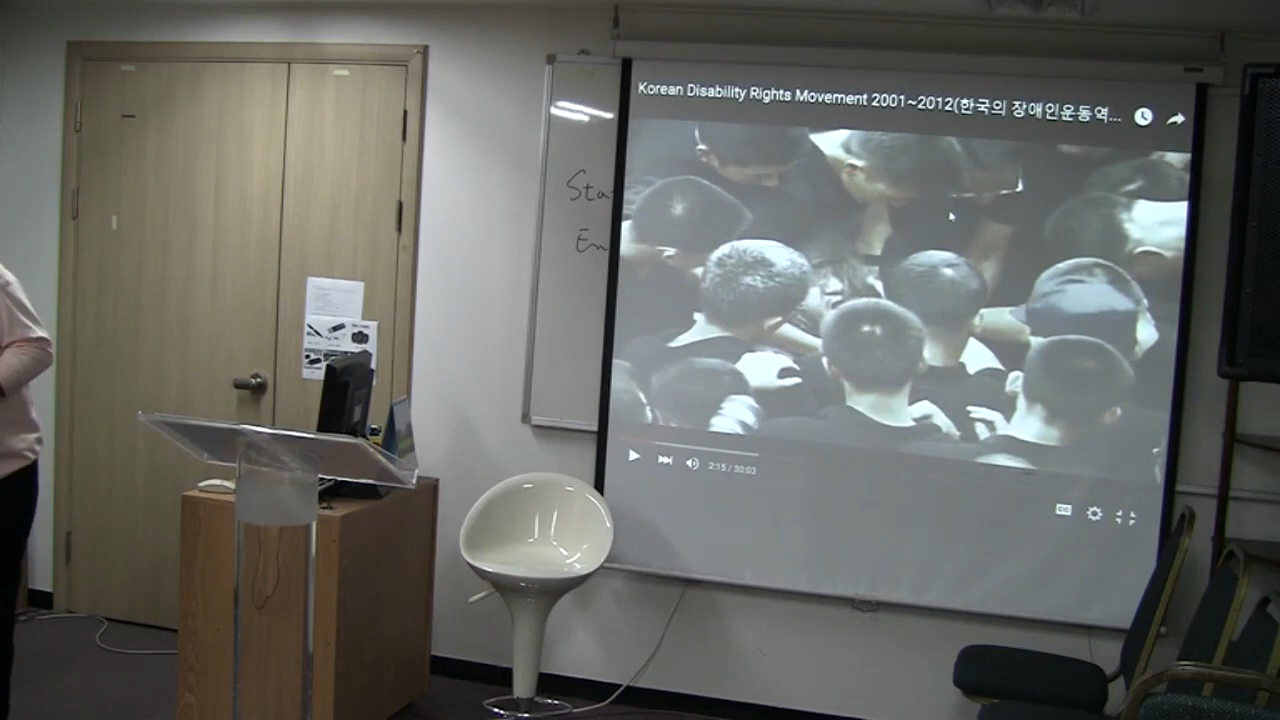 Korean Disability Rights Movement 2001~2012(한국의 장애인운동역...
Sta
En
2:15 / 30:03
CC